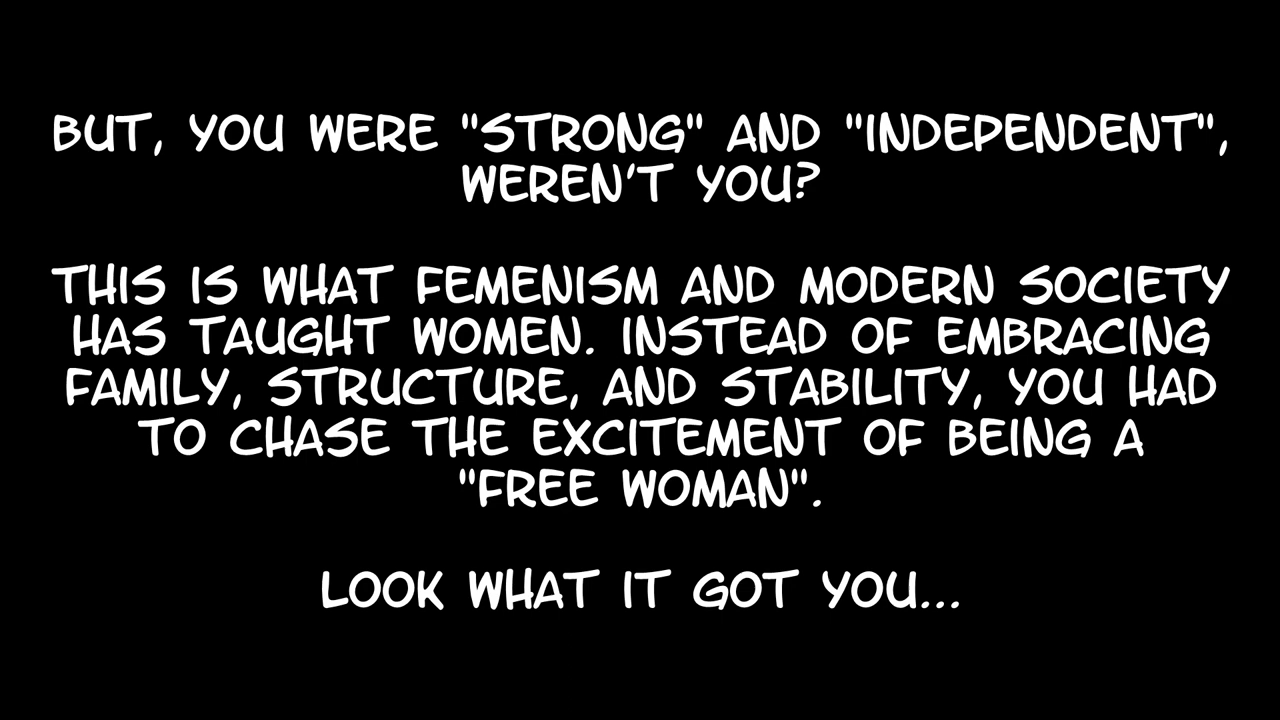 BUT, YOU WERE "STRONG" AND "INDEPENDENT",
WEREN'T YOU?
THIS IS WHAT FEMENISM AND MODERN SOCIETY
HAS TAUGHT WOMEN. INSTEAD OF EMBRACING
FAMILY, STRUCTURE, AND STABILITY, YOU HAD
TO CHASE THE EXCITEMENT OF BEING A
"FREE WOMAN".
LOOK WHAT IT GOT YOU...